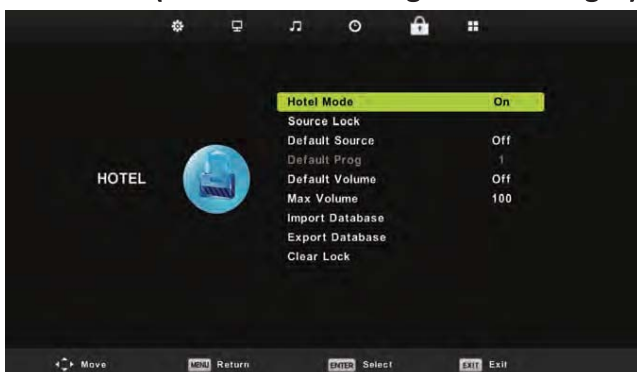 Hotel Mode On
Source Lock
Default Source Off
Default Prog 1
HOTEL
Default Volume Off
Max Volume 100
Import Database
Export Database
Clear Lock
Move MENU Return ENTER Select EXIT Exit